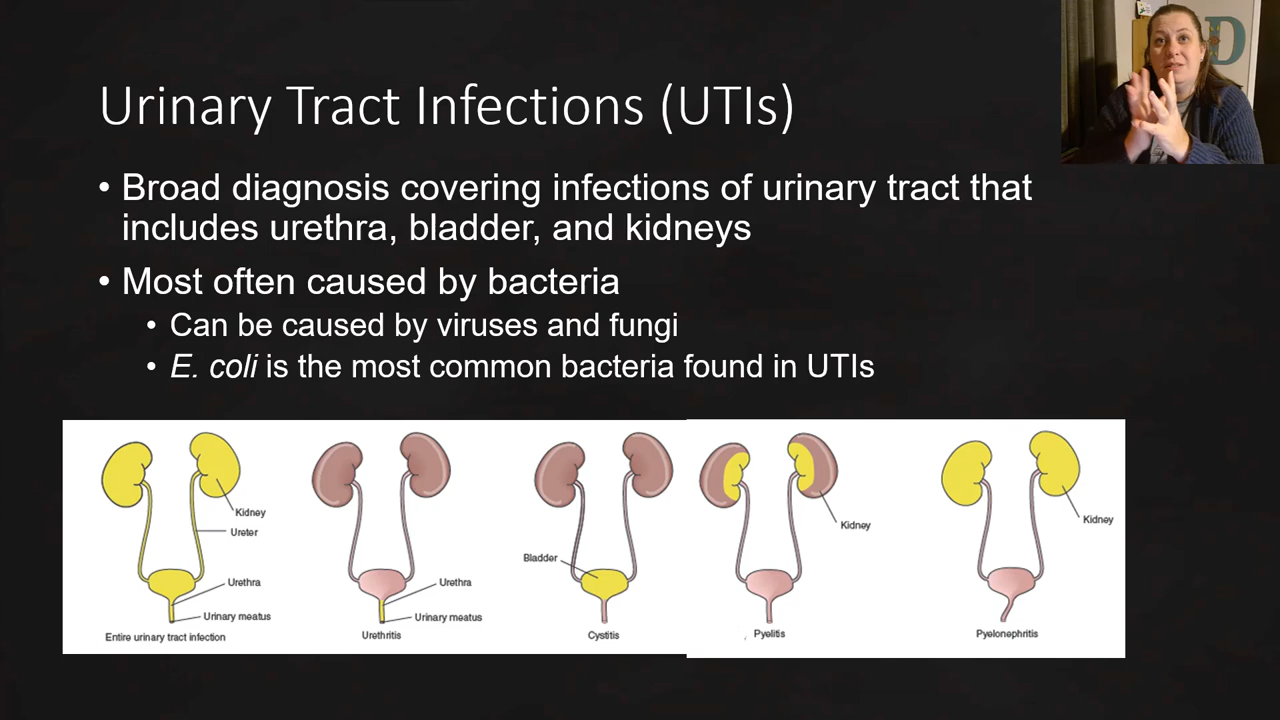 Urinary Tract Infections (UTIs)
• Broad diagnosis covering infections of urinary tract that
includes urethra, bladder, and kidneys
• Most often caused by bacteria
• Can be caused by viruses and fungi
• E. coli is the most common bacteria found in UTIs
Kidney
Ureter
Urethra
Urinary meatus
Entire urinary tract infection
Urethra
Urinary meatus
Urethritis
Bladder
Cystitis
Kidney
Pyelitis
Kidney
Pyelonephritis
D